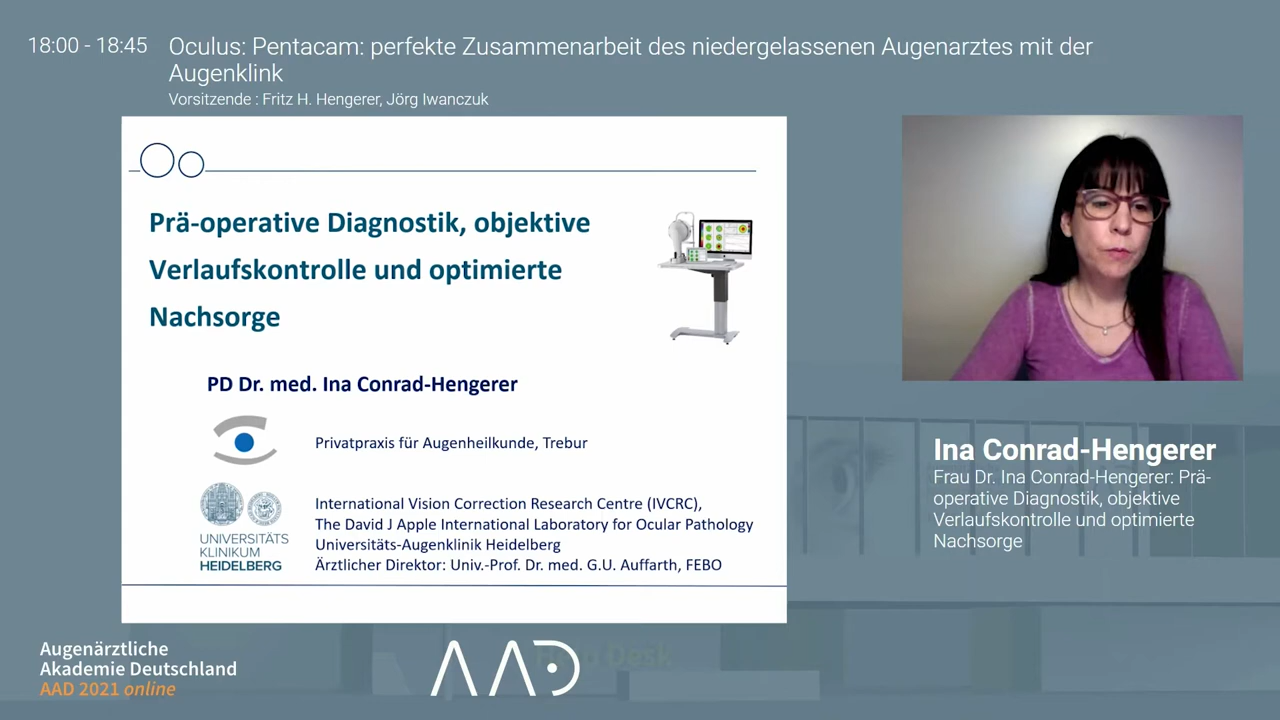 18:00 - 18:45
Oculus: Pentacam: perfekte Zusammenarbeit des niedergelassenen Augenarztes mit der
Augenklink
Vorsitzende : Fritz H. Hengerer, Jörg Iwanczuk
Prä-operative Diagnostik, objektive
Verlaufskontrolle und optimierte
Nachsorge
PD Dr. med. Ina Conrad-Hengerer
Privatpraxis für Augenheilkunde, Trebur
UNIVERSITÄTS
KLINIKUM
HEIDELBERG
International Vision Correction Research Centre (IVCRC),
The David J Apple International Laboratory for Ocular Pathology
Universitäts-Augenklinik Heidelberg
Ärztlicher Direktor: Univ.-Prof. Dr. med. G.U. Auffarth, FEBO
Ina Conrad-Hengerer
Frau Dr. Ina Conrad-Hengerer: Prä-
operative Diagnostik, objektive
Verlaufskontrolle und optimierte
Nachsorge
Augenärztliche
Akademie Deutschland
AAD 2021 online
AAD
Desk